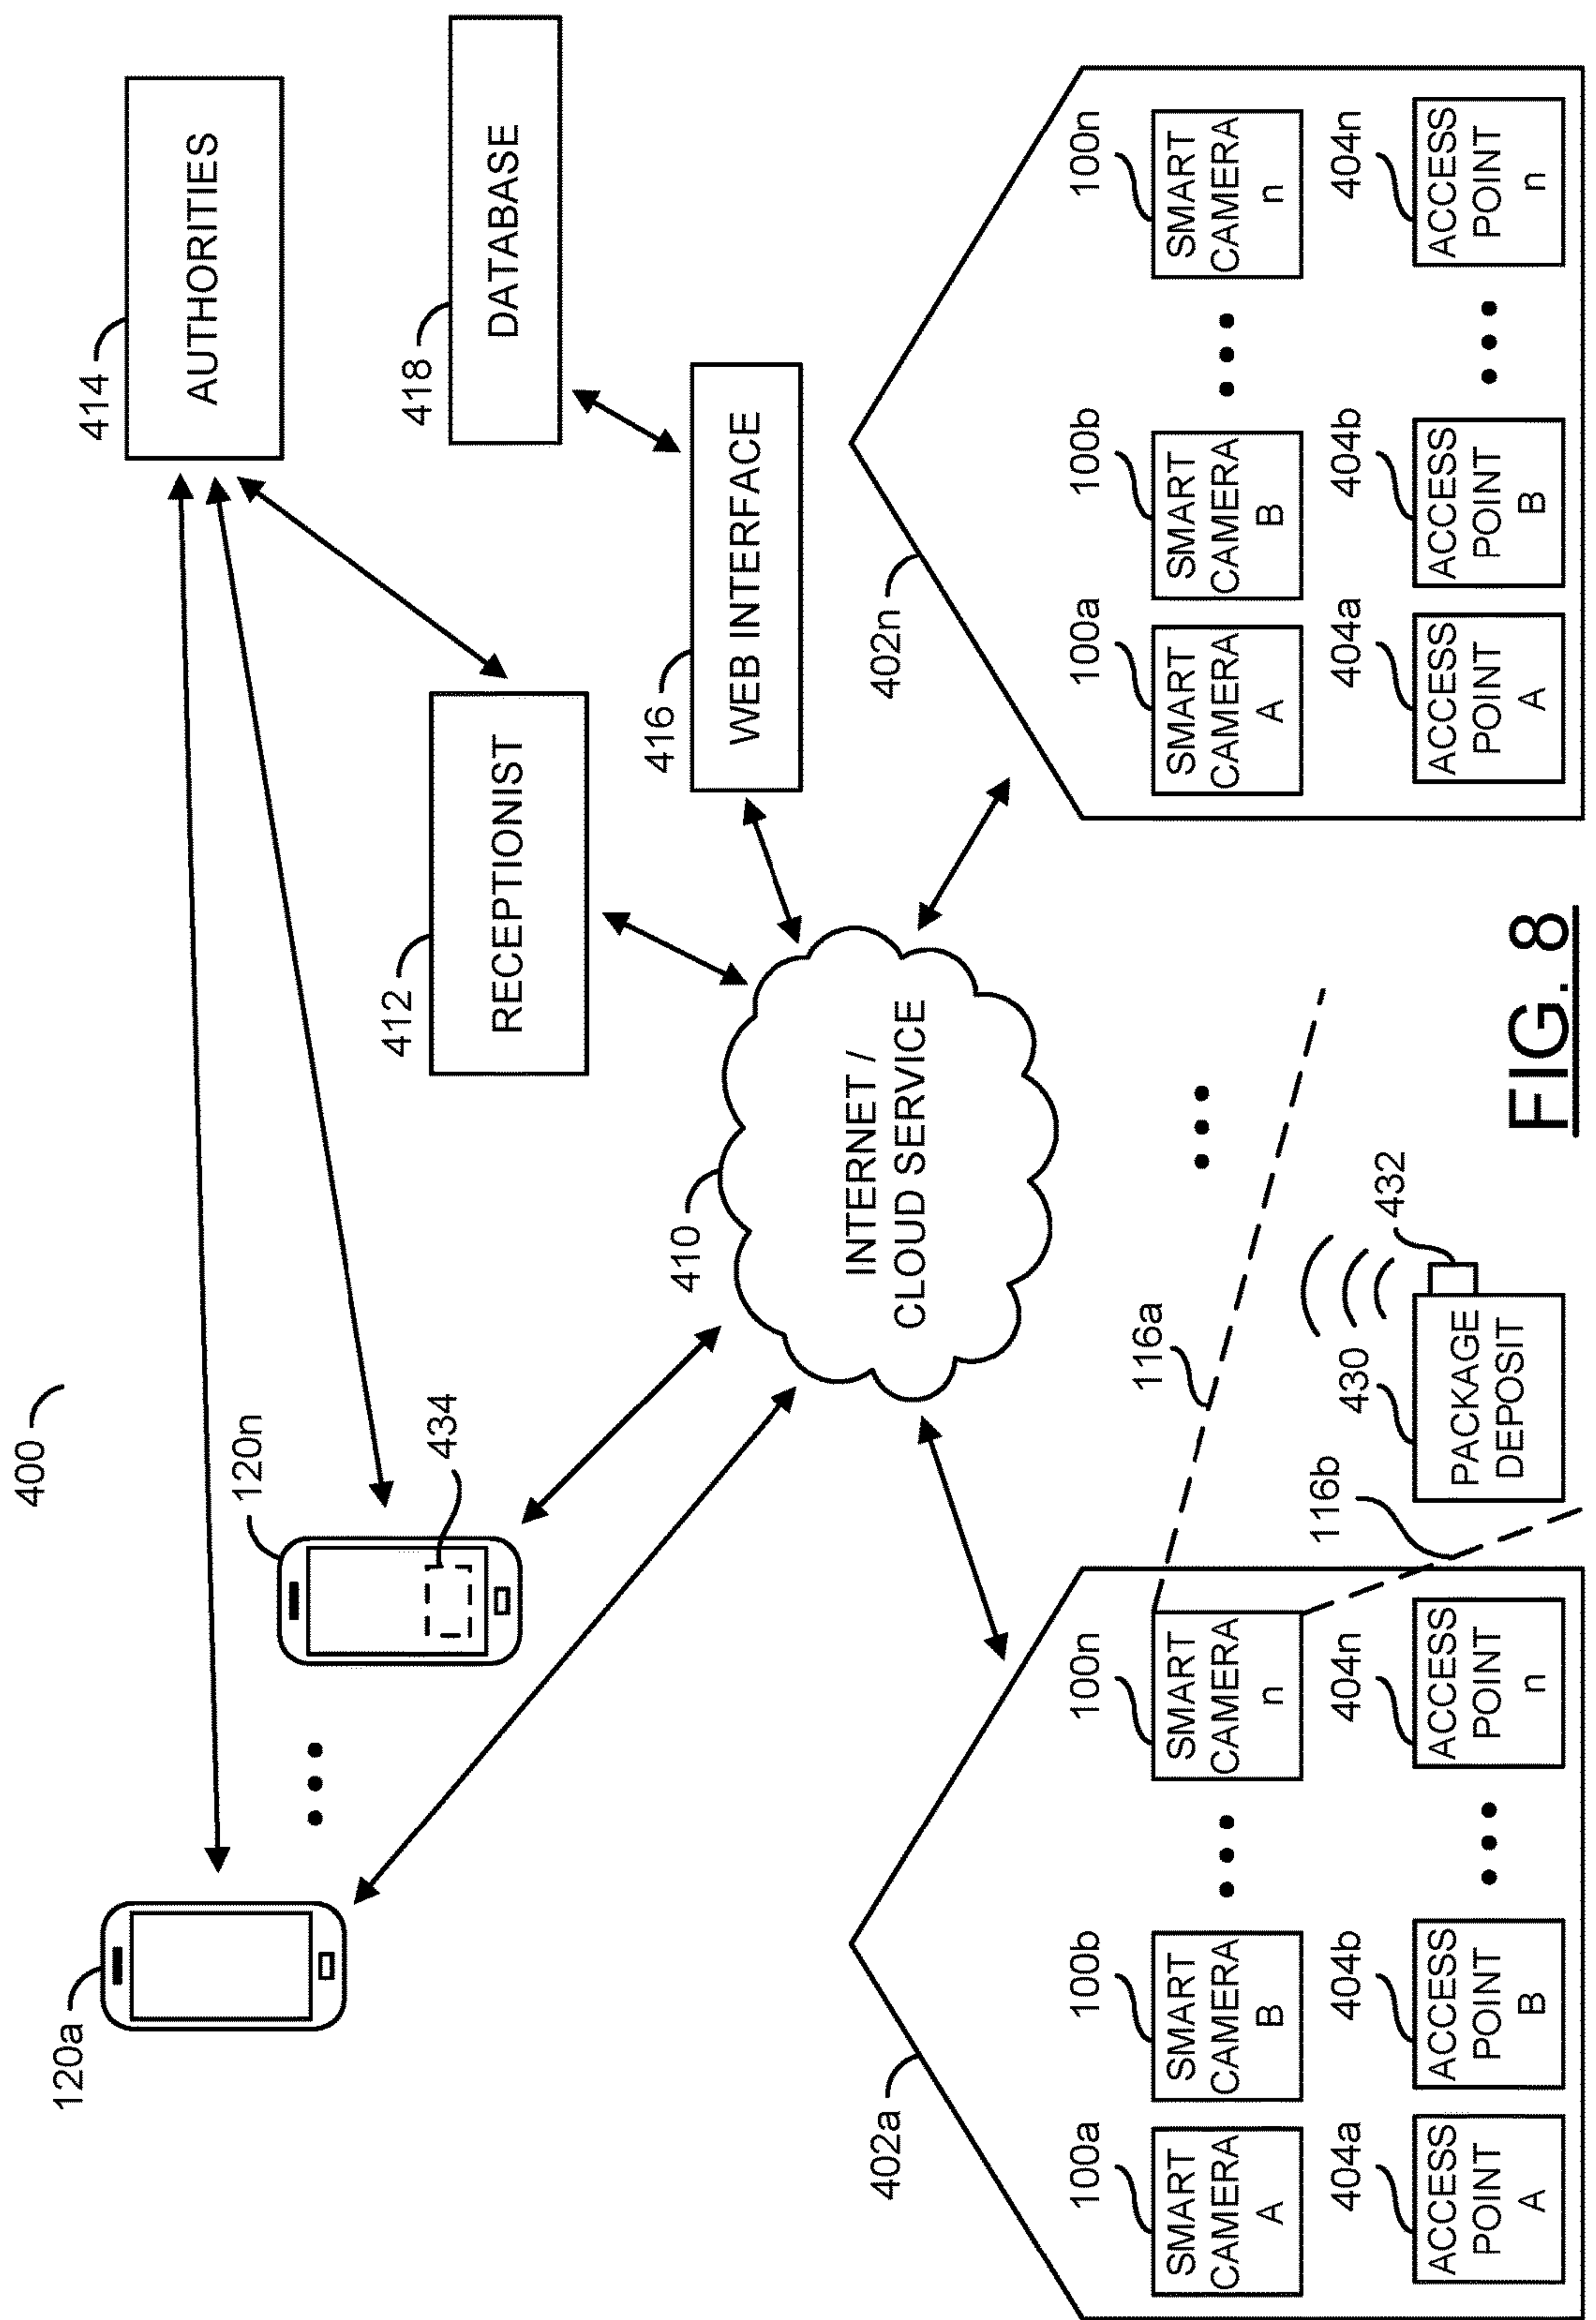 400
120a
120n
434
414
AUTHORITIES
412
RECEPTIONIST
418
DATABASE
416
WEB INTERFACE
410
INTERNET /
CLOUD SERVICE
402a
100a
SMART
CAMERA
A
100b
SMART
CAMERA
B
100n
SMART
CAMERA
n
404a
ACCESS
POINT
A
404b
ACCESS
POINT
B
404n
ACCESS
POINT
n
116a
116b
430
PACKAGE
DEPOSIT
432
402n
100a
SMART
CAMERA
A
100b
SMART
CAMERA
B
100n
SMART
CAMERA
n
404a
ACCESS
POINT
A
404b
ACCESS
POINT
B
404n
ACCESS
POINT
n
FIG. 8